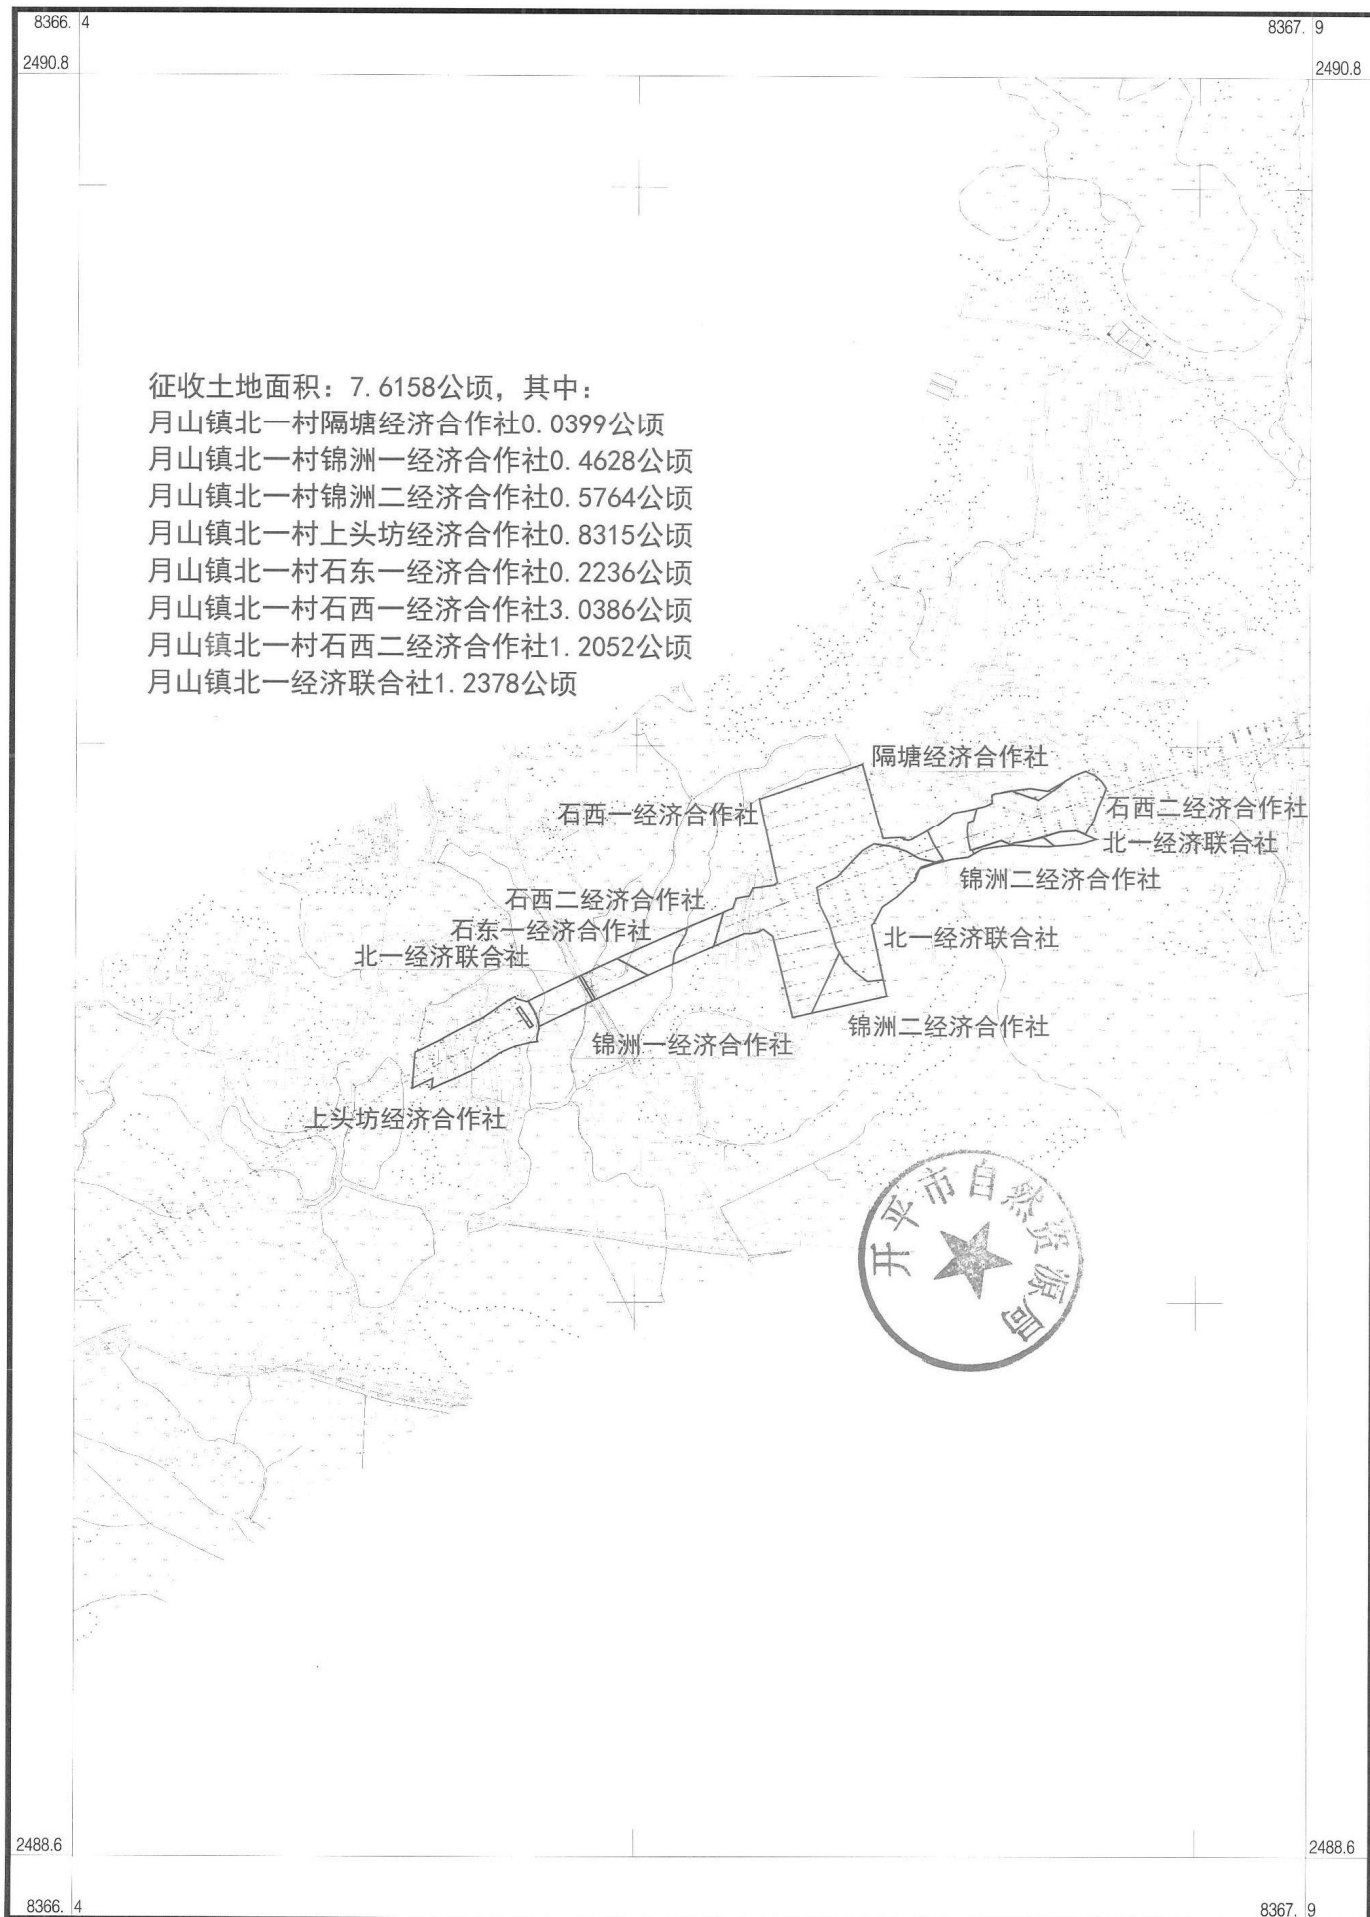 8366. 4
8367. 9
2490.8
2490.8
征收土地面积：7.6158公顷，其中：
月山镇北一村隔塘经济合作社0.0399公顷
月山镇北一村锦洲一经济合作社0.4628公顷
月山镇北一村锦洲二经济合作社0.5764公顷
月山镇北一村上头坊经济合作社0.8315公顷
月山镇北一村石东一经济合作社0.2236公顷
月山镇北一村石西一经济合作社3.0386公顷
月山镇北一村石西二经济合作社1.2052公顷
月山镇北一经济联合社1.2378公顷
隔塘经济合作社
石西一经济合作社
石西二经济合作社
北一经济联合社
锦洲二经济合作社
石西二经济合作社
石东一经济合作社
北一经济联合社
北一经济联合社
锦洲二经济合作社
锦洲一经济合作社
上头坊经济合作社
开平市自然资源局
2488.6
2488.6
8366. 4
8367. 9